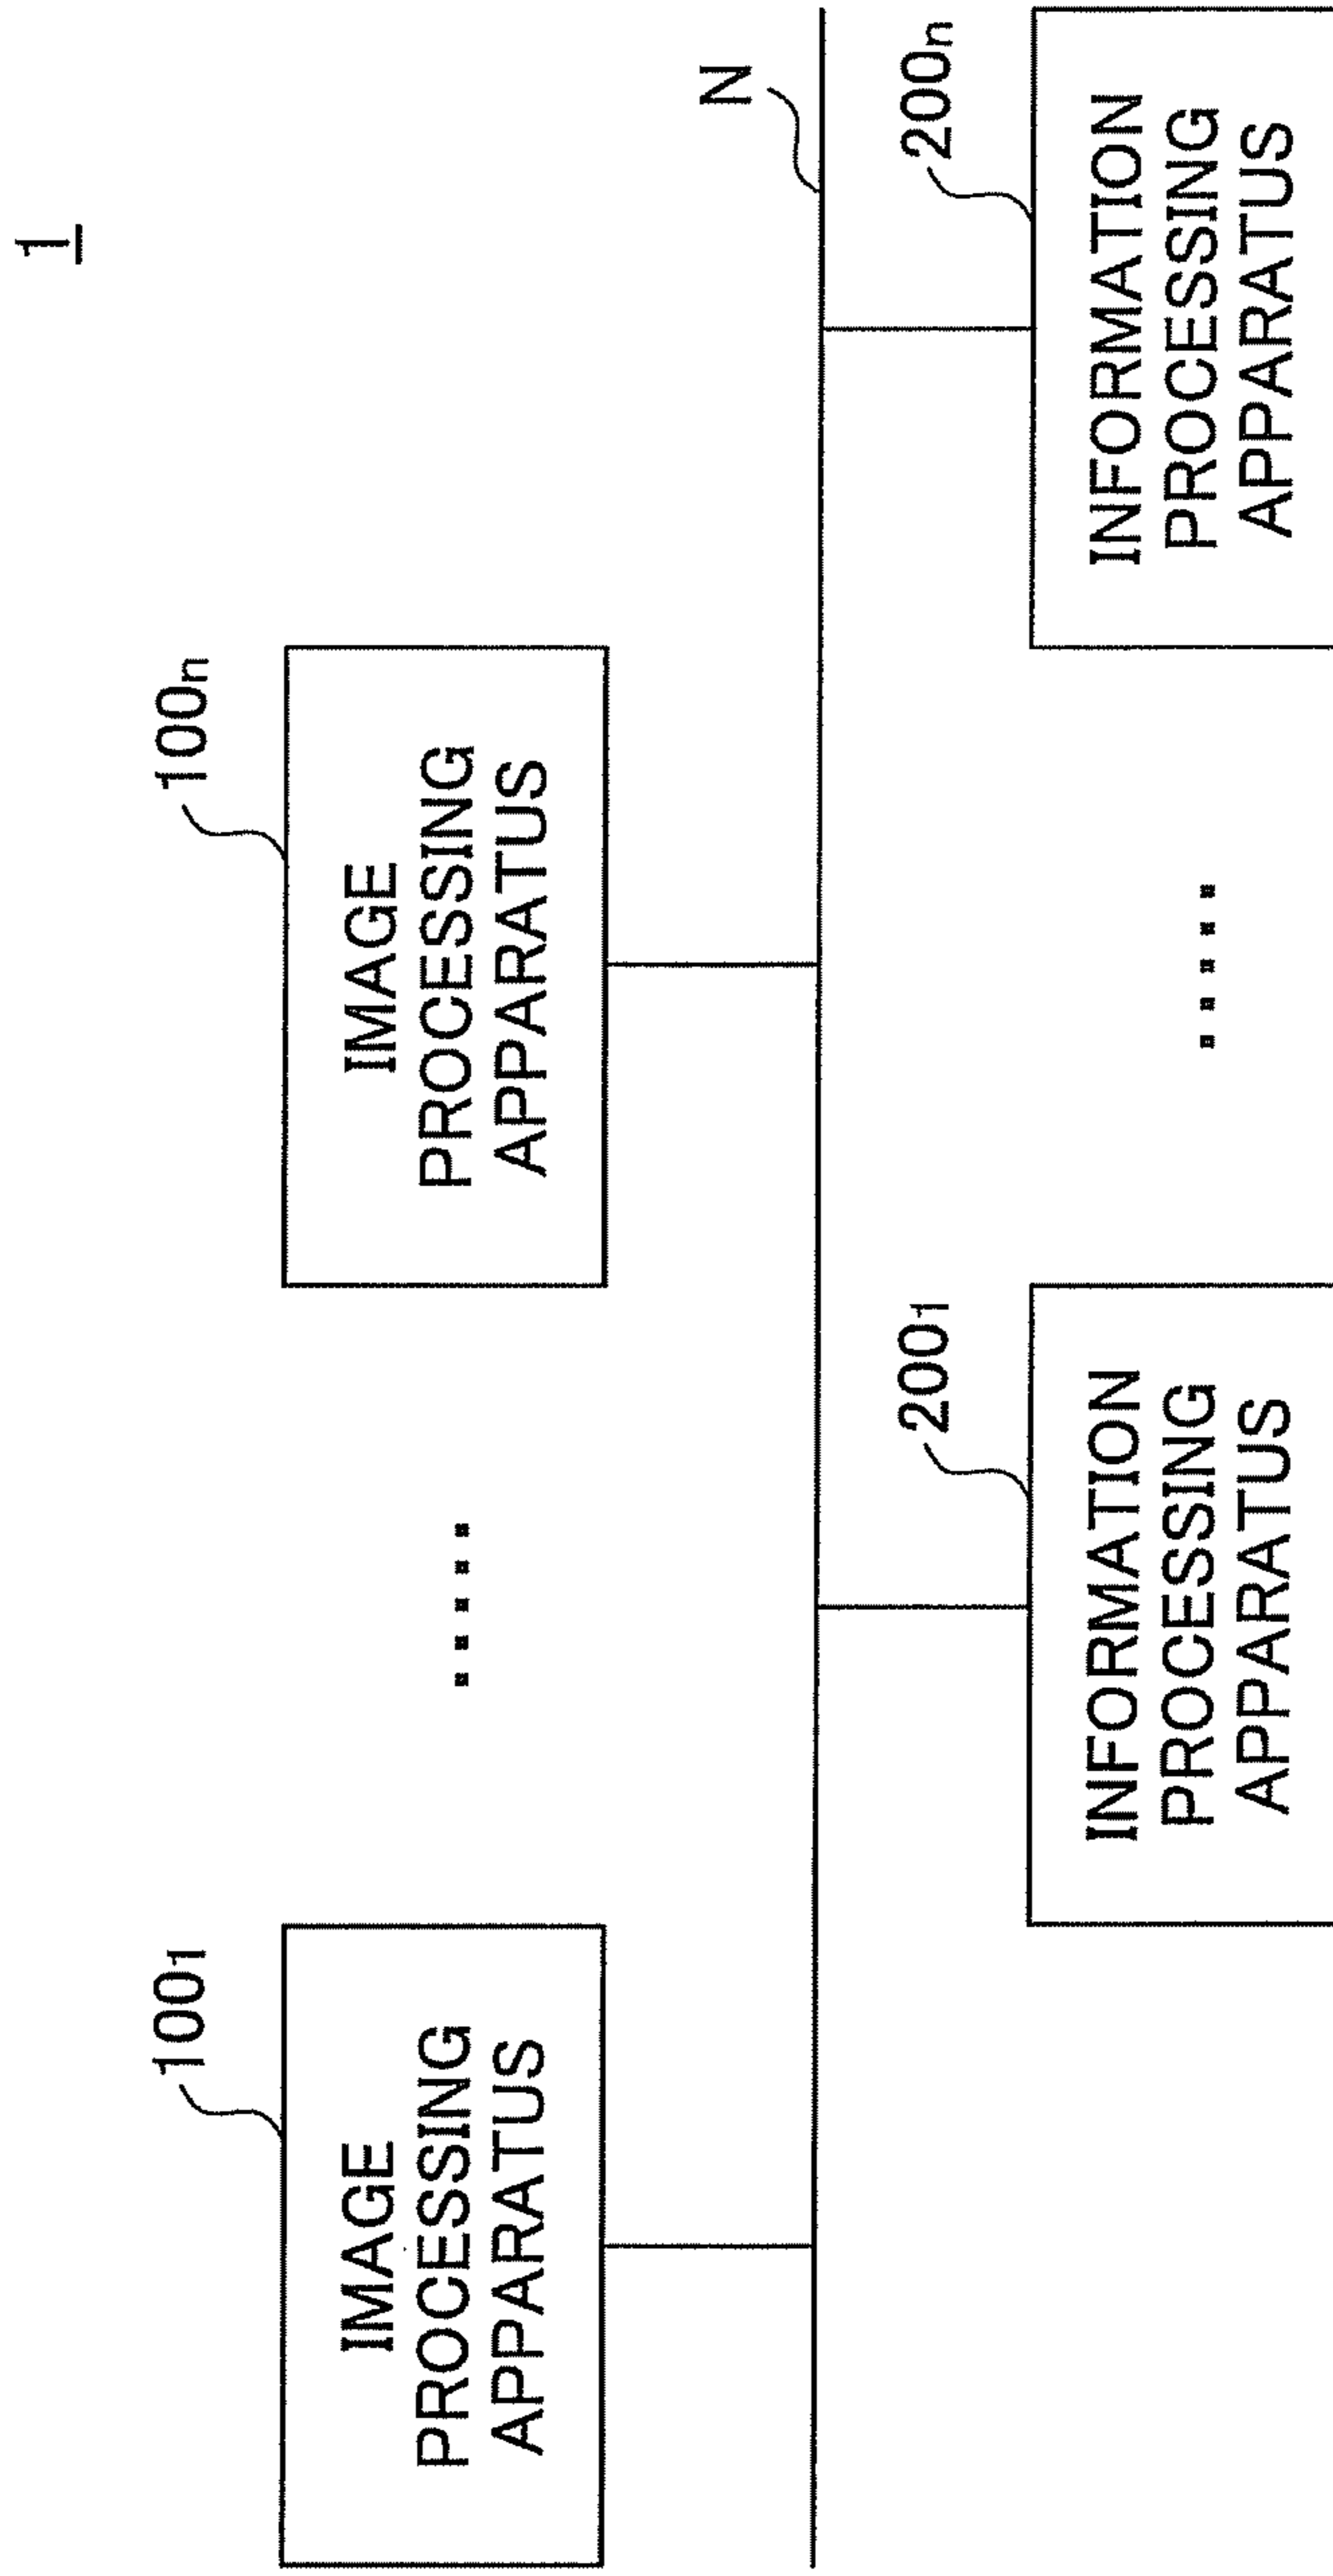 1
100₁
IMAGE
PROCESSING
APPARATUS
.....
100ₙ
IMAGE
PROCESSING
APPARATUS
N
200₁
INFORMATION
PROCESSING
APPARATUS
.....
200ₙ
INFORMATION
PROCESSING
APPARATUS